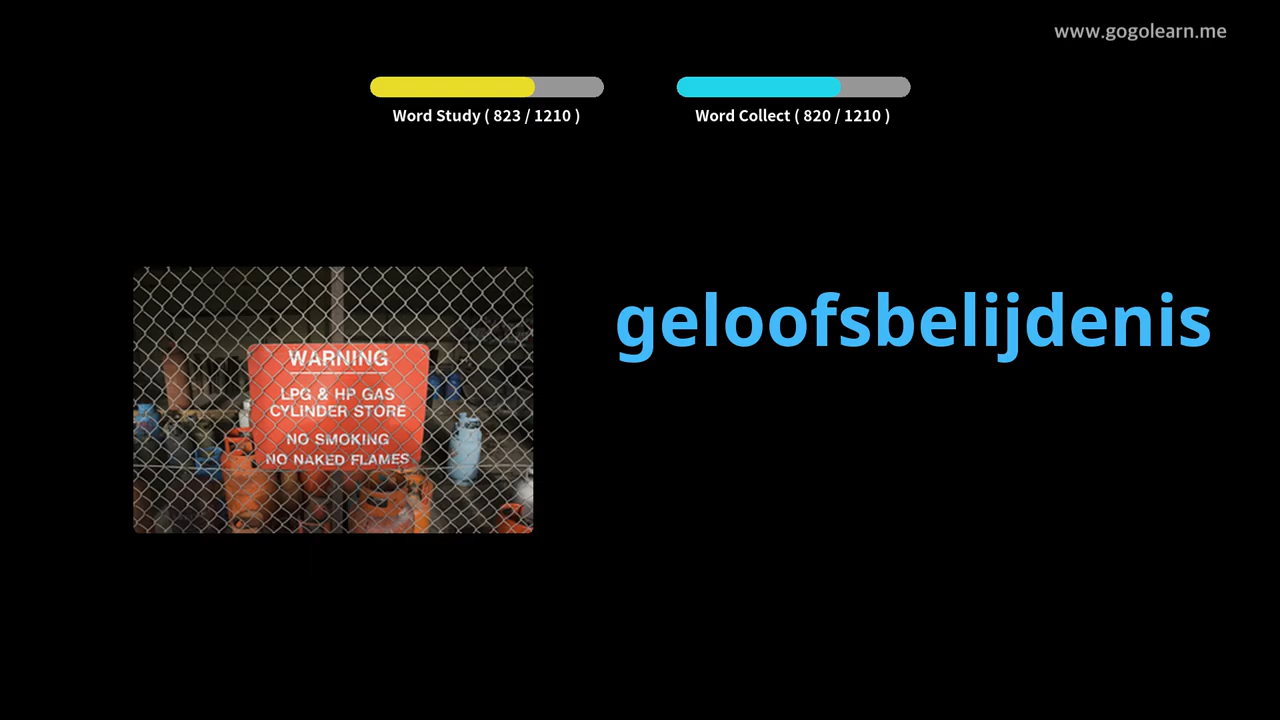 www.gogolearn.me
Word Study ( 823 / 1210 )
Word Collect ( 820 / 1210 )
geloofsbelijdenis
WARNING
LPG & HP GAS
CYLINDER STORE
NO SMOKING
NO NAKED FLAMES